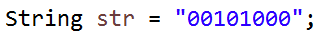 String str = "00101000";